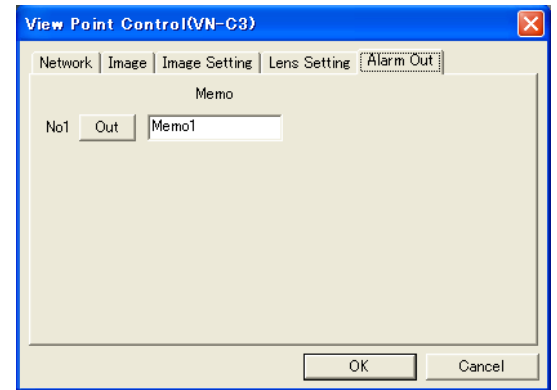 View Point Control(VN-C3)
Network Image Image Setting Lens Setting Alarm Out
Memo
No1 Out Memo1
OK Cancel